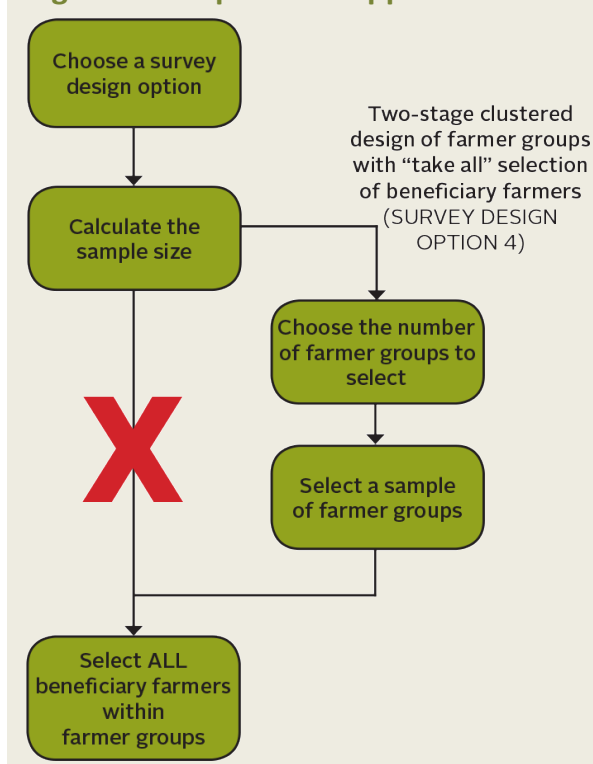 Choose a survey
design option
Two-stage clustered
design of farmer groups
with “take all” selection
of beneficiary farmers
(SURVEY DESIGN
OPTION 4)
Calculate the
sample size
Choose the number
of farmer groups to
select
X
Select a sample
of farmer groups
Select ALL
beneficiary farmers
within
farmer groups